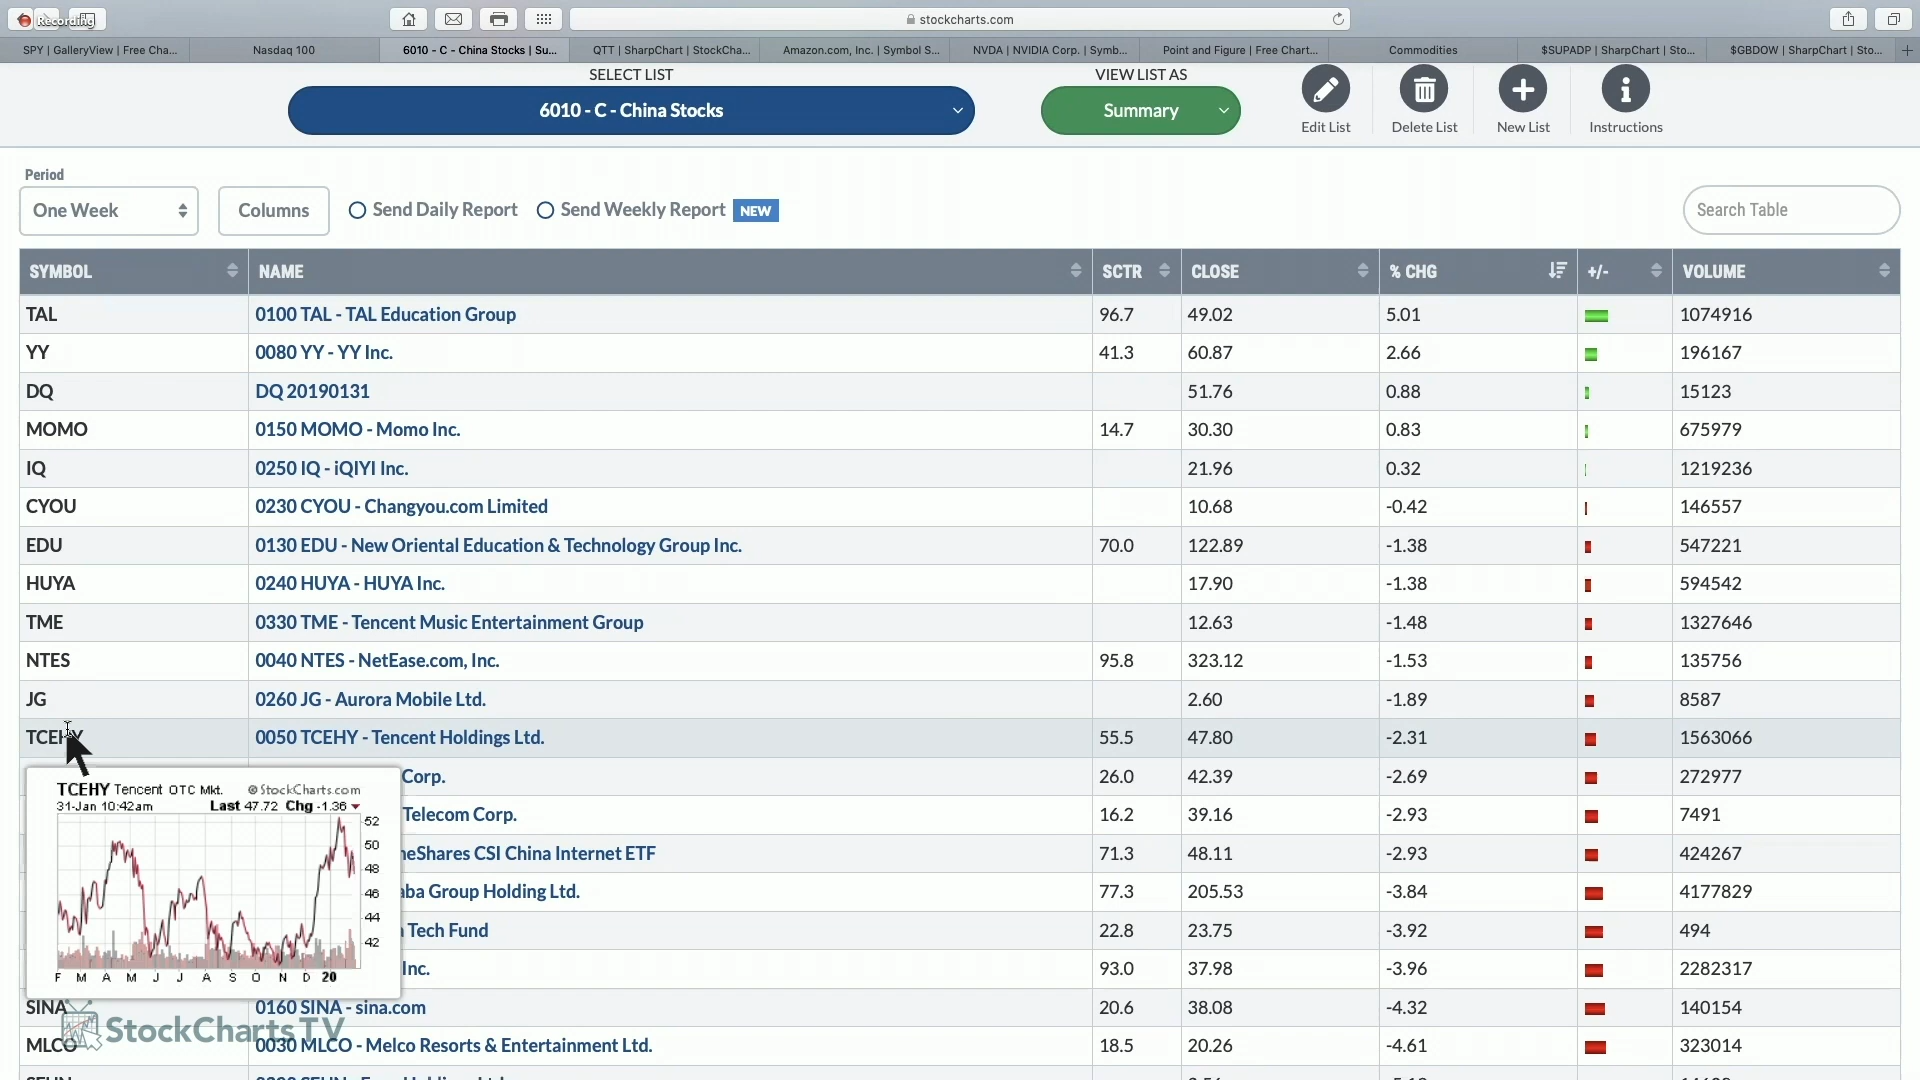 Recording
stockcharts.com
SPY | GalleryView | Free Cha...
Nasdaq 100
6010 - C - China Stocks | Su...
QTT | SharpChart | StockCha...
Amazon.com, Inc. | Symbol S...
NVDA | NVIDIA Corp. | Symb...
Point and Figure | Free Chart...
Commodities
$SUPADP | SharpChart | Sto...
$GBDOW | SharpChart | Sto...
SELECT LIST
VIEW LIST AS
6010 - C - China Stocks
Summary
Edit List
Delete List
New List
Instructions
Period
One Week
Columns
Send Daily Report
Send Weekly Report NEW
Search Table
SYMBOL NAME SCTR CLOSE % CHG +/- VOLUME
TAL 0100 TAL - TAL Education Group 96.7 49.02 5.01 1074916
YY 0080 YY - YY Inc. 41.3 60.87 2.66 196167
DQ DQ 20190131 51.76 0.88 15123
MOMO 0150 MOMO - Momo Inc. 14.7 30.30 0.83 675979
IQ 0250 IQ - iQIYI Inc. 21.96 0.32 1219236
CYOU 0230 CYOU - Changyou.com Limited 10.68 -0.42 146557
EDU 0130 EDU - New Oriental Education & Technology Group Inc. 70.0 122.89 -1.38 547221
HUYA 0240 HUYA - HUYA Inc. 17.90 -1.38 594542
TME 0330 TME - Tencent Music Entertainment Group 12.63 -1.48 1327646
NTES 0040 NTES - NetEase.com, Inc. 95.8 323.12 -1.53 135756
JG 0260 JG - Aurora Mobile Ltd. 2.60 -1.89 8587
TCEHY 0050 TCEHY - Tencent Holdings Ltd. 55.5 47.80 -2.31 1563066
Corp. 26.0 42.39 -2.69 272977
Telecom Corp. 16.2 39.16 -2.93 7491
neShares CSI China Internet ETF 71.3 48.11 -2.93 424267
aba Group Holding Ltd. 77.3 205.53 -3.84 4177829
Tech Fund 22.8 23.75 -3.92 494
Inc. 93.0 37.98 -3.96 2282317
SINA 0160 SINA - sina.com 20.6 38.08 -4.32 140154
MLCO 0030 MLCO - Melco Resorts & Entertainment Ltd. 18.5 20.26 -4.61 323014
TCEHY Tencent OTC Mkt. © StockCharts.com
31-Jan 10:42am Last 47.72 Chg -1.36
52
50
48
46
44
42
F M A M J J A S O N D 20
StockCharts TV